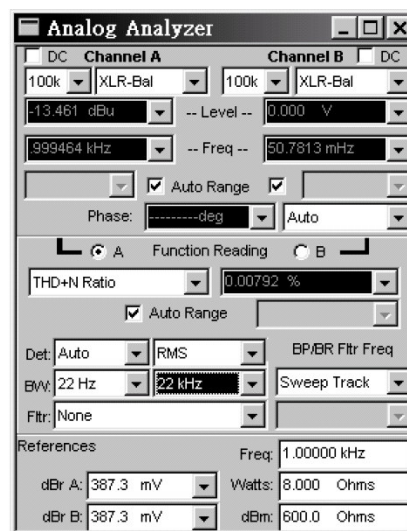 Analog Analyzer
DC Channel A Channel B DC
100k XLR-Bal 100k XLR-Bal
-13.461 dBu -- Level -- 0.000 V
.999464 kHz -- Freq -- 50.7813 mHz
Auto Range
Phase: --------deg Auto
A Function Reading B
THD+N Ratio 0.00792 %
Auto Range
Det: Auto RMS BP/BR Fltr Freq
BW: 22 Hz 22 kHz Sweep Track
Fltr: None
References Freq: 1.00000 kHz
dBr A: 387.3 mV Watts: 8.000 Ohms
dBr B: 387.3 mV dBm: 600.0 Ohms